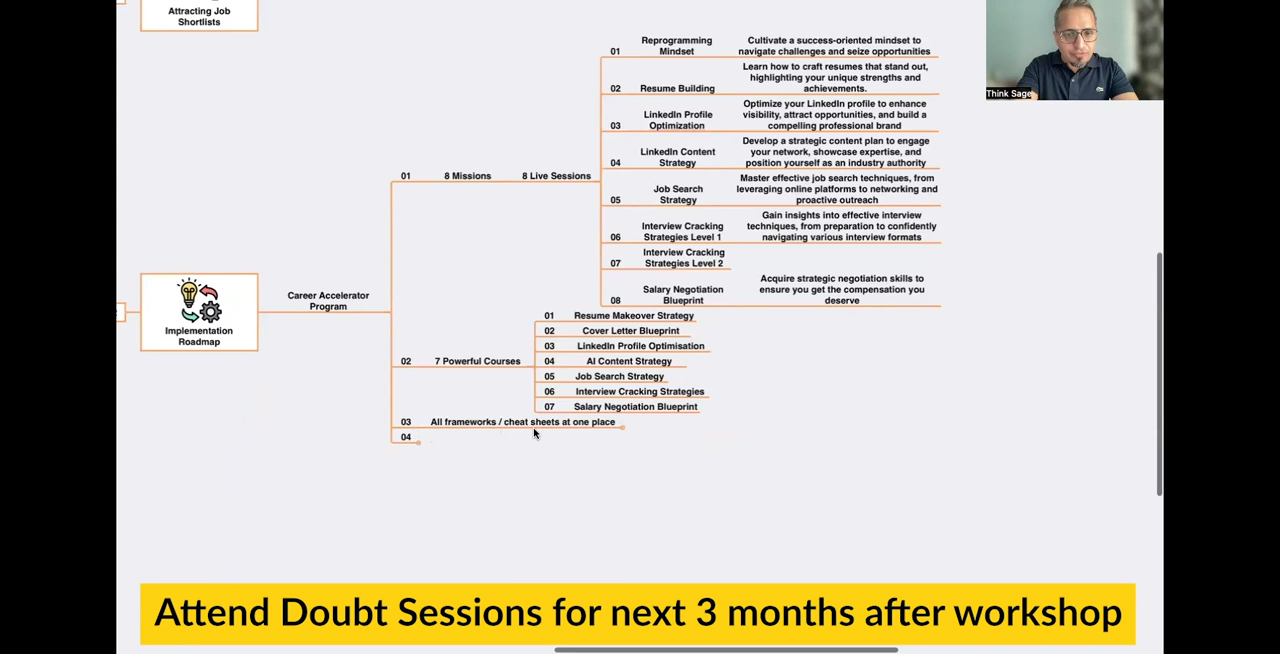 Attracting Job
Shortlists
Think Sage
01 Reprogramming
Mindset
Cultivate a success-oriented mindset to
navigate challenges and seize opportunities
02 Resume Building
Learn how to craft resumes that stand out,
highlighting your unique strengths and
achievements.
03 LinkedIn Profile
Optimization
Optimize your LinkedIn profile to enhance
visibility, attract opportunities, and build a
compelling professional brand
04 LinkedIn Content
Strategy
Develop a strategic content plan to engage
your network, showcase expertise, and
position yourself as an industry authority
01 8 Missions 8 Live Sessions
05 Job Search
Strategy
Master effective job search techniques, from
leveraging online platforms to networking and
proactive outreach
06 Interview Cracking
Strategies Level 1
Gain insights into effective interview
techniques, from preparation to confidently
navigating various interview formats
07 Interview Cracking
Strategies Level 2
08 Salary Negotiation
Blueprint
Acquire strategic negotiation skills to
ensure you get the compensation you
deserve
Implementation
Roadmap
Career Accelerator
Program
02 7 Powerful Courses
01 Resume Makeover Strategy
02 Cover Letter Blueprint
03 LinkedIn Profile Optimisation
04 AI Content Strategy
05 Job Search Strategy
06 Interview Cracking Strategies
07 Salary Negotiation Blueprint
03 All frameworks / cheat sheets at one place
04
Attend Doubt Sessions for next 3 months after workshop